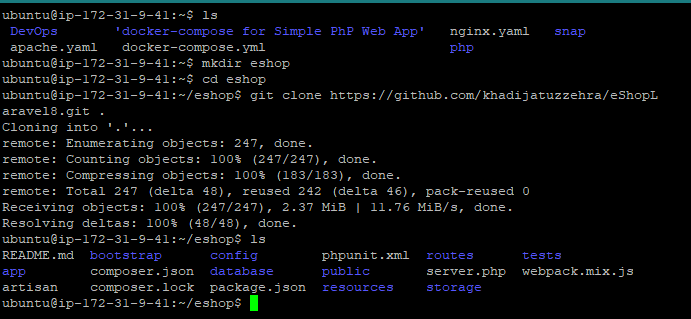 ubuntu@ip-172-31-9-41:~$ ls
DevOps 'docker-compose for Simple PhP Web App' nginx.yaml snap
apache.yaml docker-compose.yml php
ubuntu@ip-172-31-9-41:~$ mkdir eshop
ubuntu@ip-172-31-9-41:~$ cd eshop
ubuntu@ip-172-31-9-41:~/eshop$ git clone https://github.com/khadijatuzzehra/eShopL
aravel8.git .
Cloning into '.'...
remote: Enumerating objects: 247, done.
remote: Counting objects: 100% (247/247), done.
remote: Compressing objects: 100% (183/183), done.
remote: Total 247 (delta 48), reused 242 (delta 46), pack-reused 0
Receiving objects: 100% (247/247), 2.37 MiB | 11.76 MiB/s, done.
Resolving deltas: 100% (48/48), done.
ubuntu@ip-172-31-9-41:~/eshop$ ls
README.md bootstrap config phpunit.xml routes tests
app composer.json database public server.php webpack.mix.js
artisan composer.lock package.json resources storage
ubuntu@ip-172-31-9-41:~/eshop$